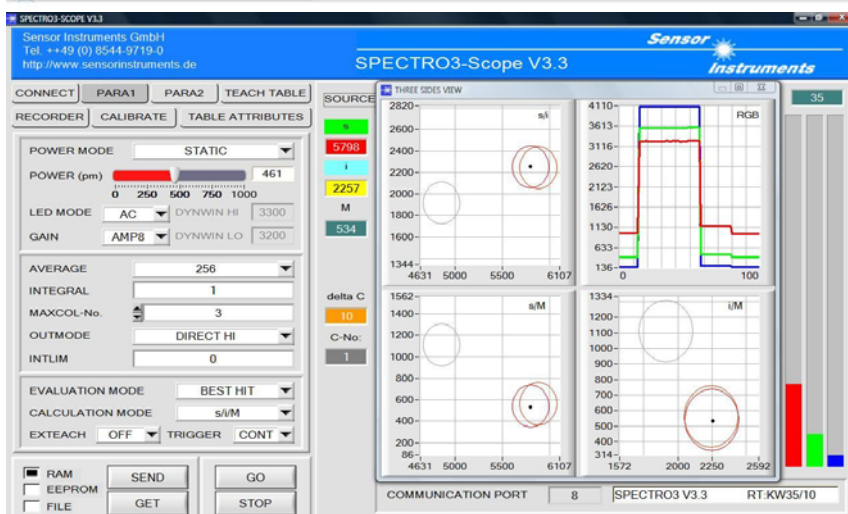 SPECTRO3-SCOPE V3.3
Sensor Instruments GmbH
Tel. ++49 (0) 8544-9719-0
http://www.sensorinstruments.de
SPECTRO3-Scope V3.3
Sensor
Instruments
CONNECT PARA1 PARA2 TEACH TABLE
RECORDER CALIBRATE TABLE ATTRIBUTES
POWER MODE STATIC
POWER (pm) 461
0 250 500 750 1000
LED MODE AC DYNWIN HI 3300
GAIN AMP8 DYNWIN LO 3200
AVERAGE 256
INTEGRAL 1
MAXCOL-No. 3
OUTMODE DIRECT HI
INTLIM 0
EVALUATION MODE BEST HIT
CALCULATION MODE s/i/M
EXTEACH OFF TRIGGER CONT
RAM
EEPROM
FILE
SEND GO
GET STOP
SOURCE
s
5798
i
2257
M
534
delta C
10
C-No:
1
THREE SIDES VIEW
s/i
2820
2600
2400
2200
2000
1800
1600
1344
4631 5000 5500 6107
RGB
4110
3613
3116
2620
2123
1626
1130
633
136
0 100
s/M
1562
1400
1200
1000
800
600
400
200
86
4631 5000 5500 6107
i/M
1334
1200
1100
1000
900
800
700
600
500
400
314
1572 2000 2250 2592
35
COMMUNICATION PORT 8 SPECTRO3 V3.3 RT:KW35/10